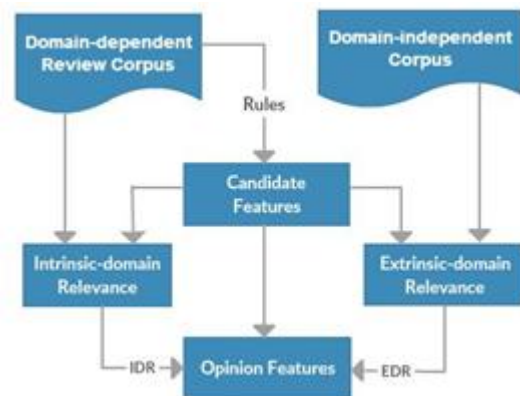 Domain-dependent
Review Corpus
Domain-independent
Corpus
Rules
Candidate
Features
Intrinsic-domain
Relevance
Extrinsic-domain
Relevance
IDR
Opinion Features
EDR